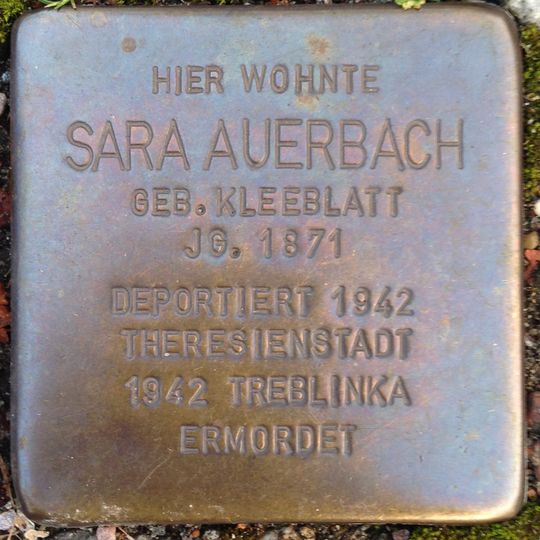 HIER WOHNTE
SARA AUERBACH
GEB. KLEEBLATT
JG. 1871
DEPORTIERT 1942
THERESIENSTADT
1942 TREBLINKA
ERMORDET